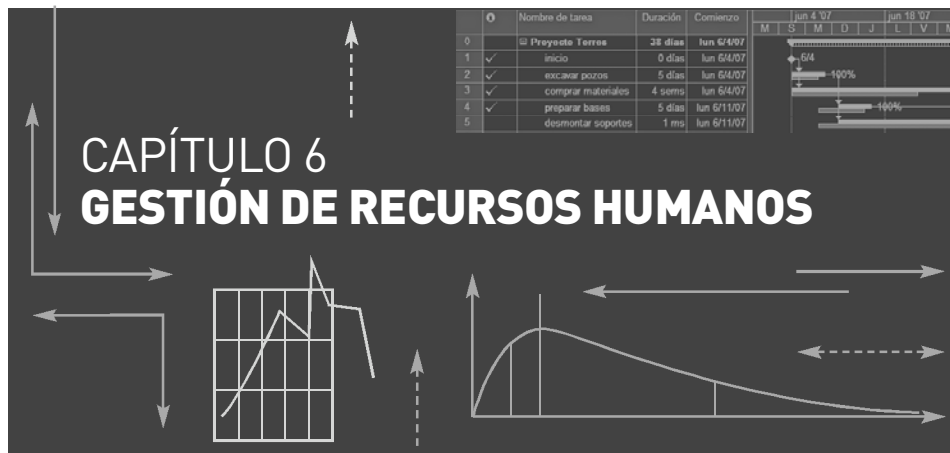 Nombre de tarea Duración Comienzo jun 4 '07 jun 18 '07
M S M D J L V M
0 Proyecto Terros 38 días lun 6/4/07
1 inicio 0 días lun 6/4/07 6/4
2 excavar pozos 5 días lun 6/4/07 100%
3 comprar materiales 4 sems lun 6/4/07
4 preparar bases 5 días lun 6/11/07 100%
5 desmontar soportes 1 ms lun 6/11/07
CAPÍTULO 6
GESTIÓN DE RECURSOS HUMANOS